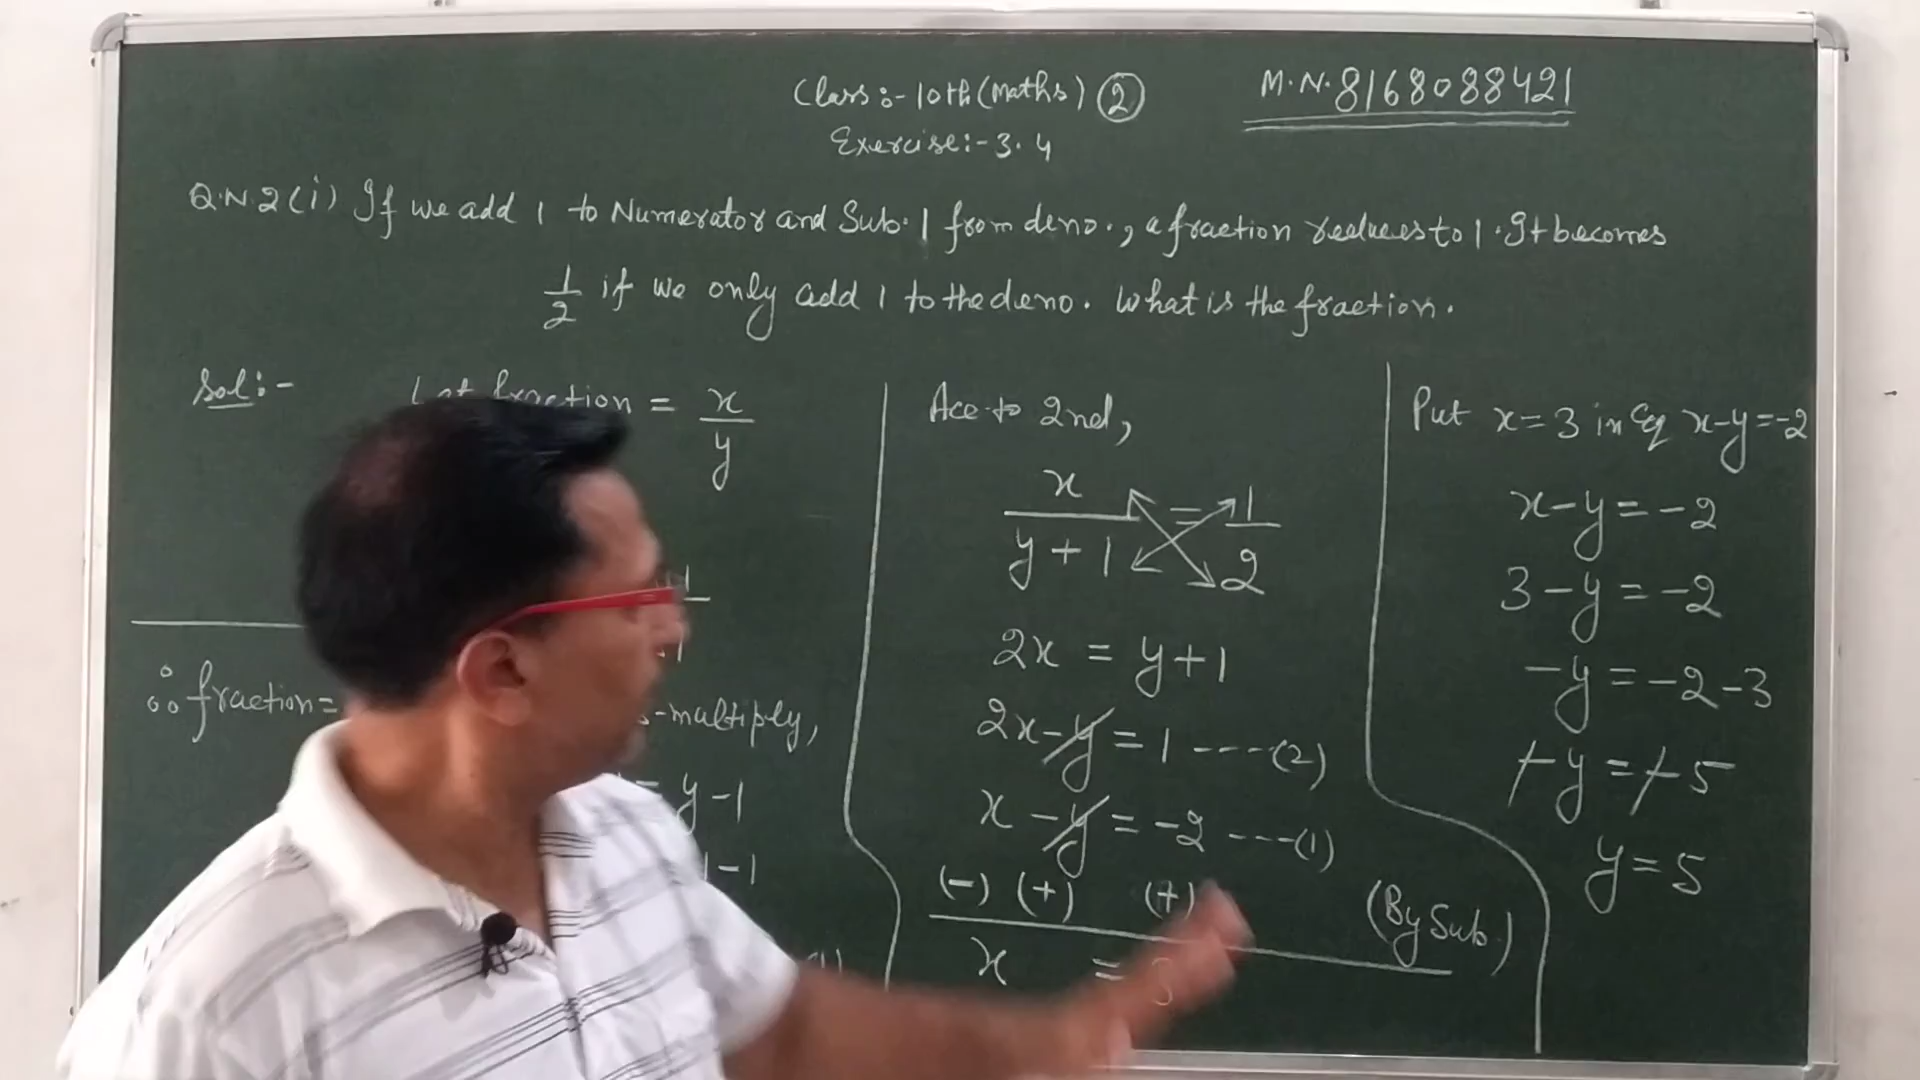 Class:- 10th (Maths) 2
M.N. 8168088421
Exercise:- 3.4
Q.N.2(i) If we add 1 to Numerator and Sub. 1 from deno., a fraction reduces to 1. It becomes
1/2 if we only add 1 to the deno. What is the fraction.
Sol:-
Let fraction = x/y
∴ fraction =
-multiply,
= y-1
Acc to 2nd,
x/(y+1) = 1/2
2x = y+1
2x-y = 1 ----(2)
x-y = -2 ---(1)
(-) (+) (+)
(By Sub.)
x = 3
Put x=3 in Eq x-y=-2
x-y=-2
3-y=-2
-y=-2-3
-y=-5
y=5